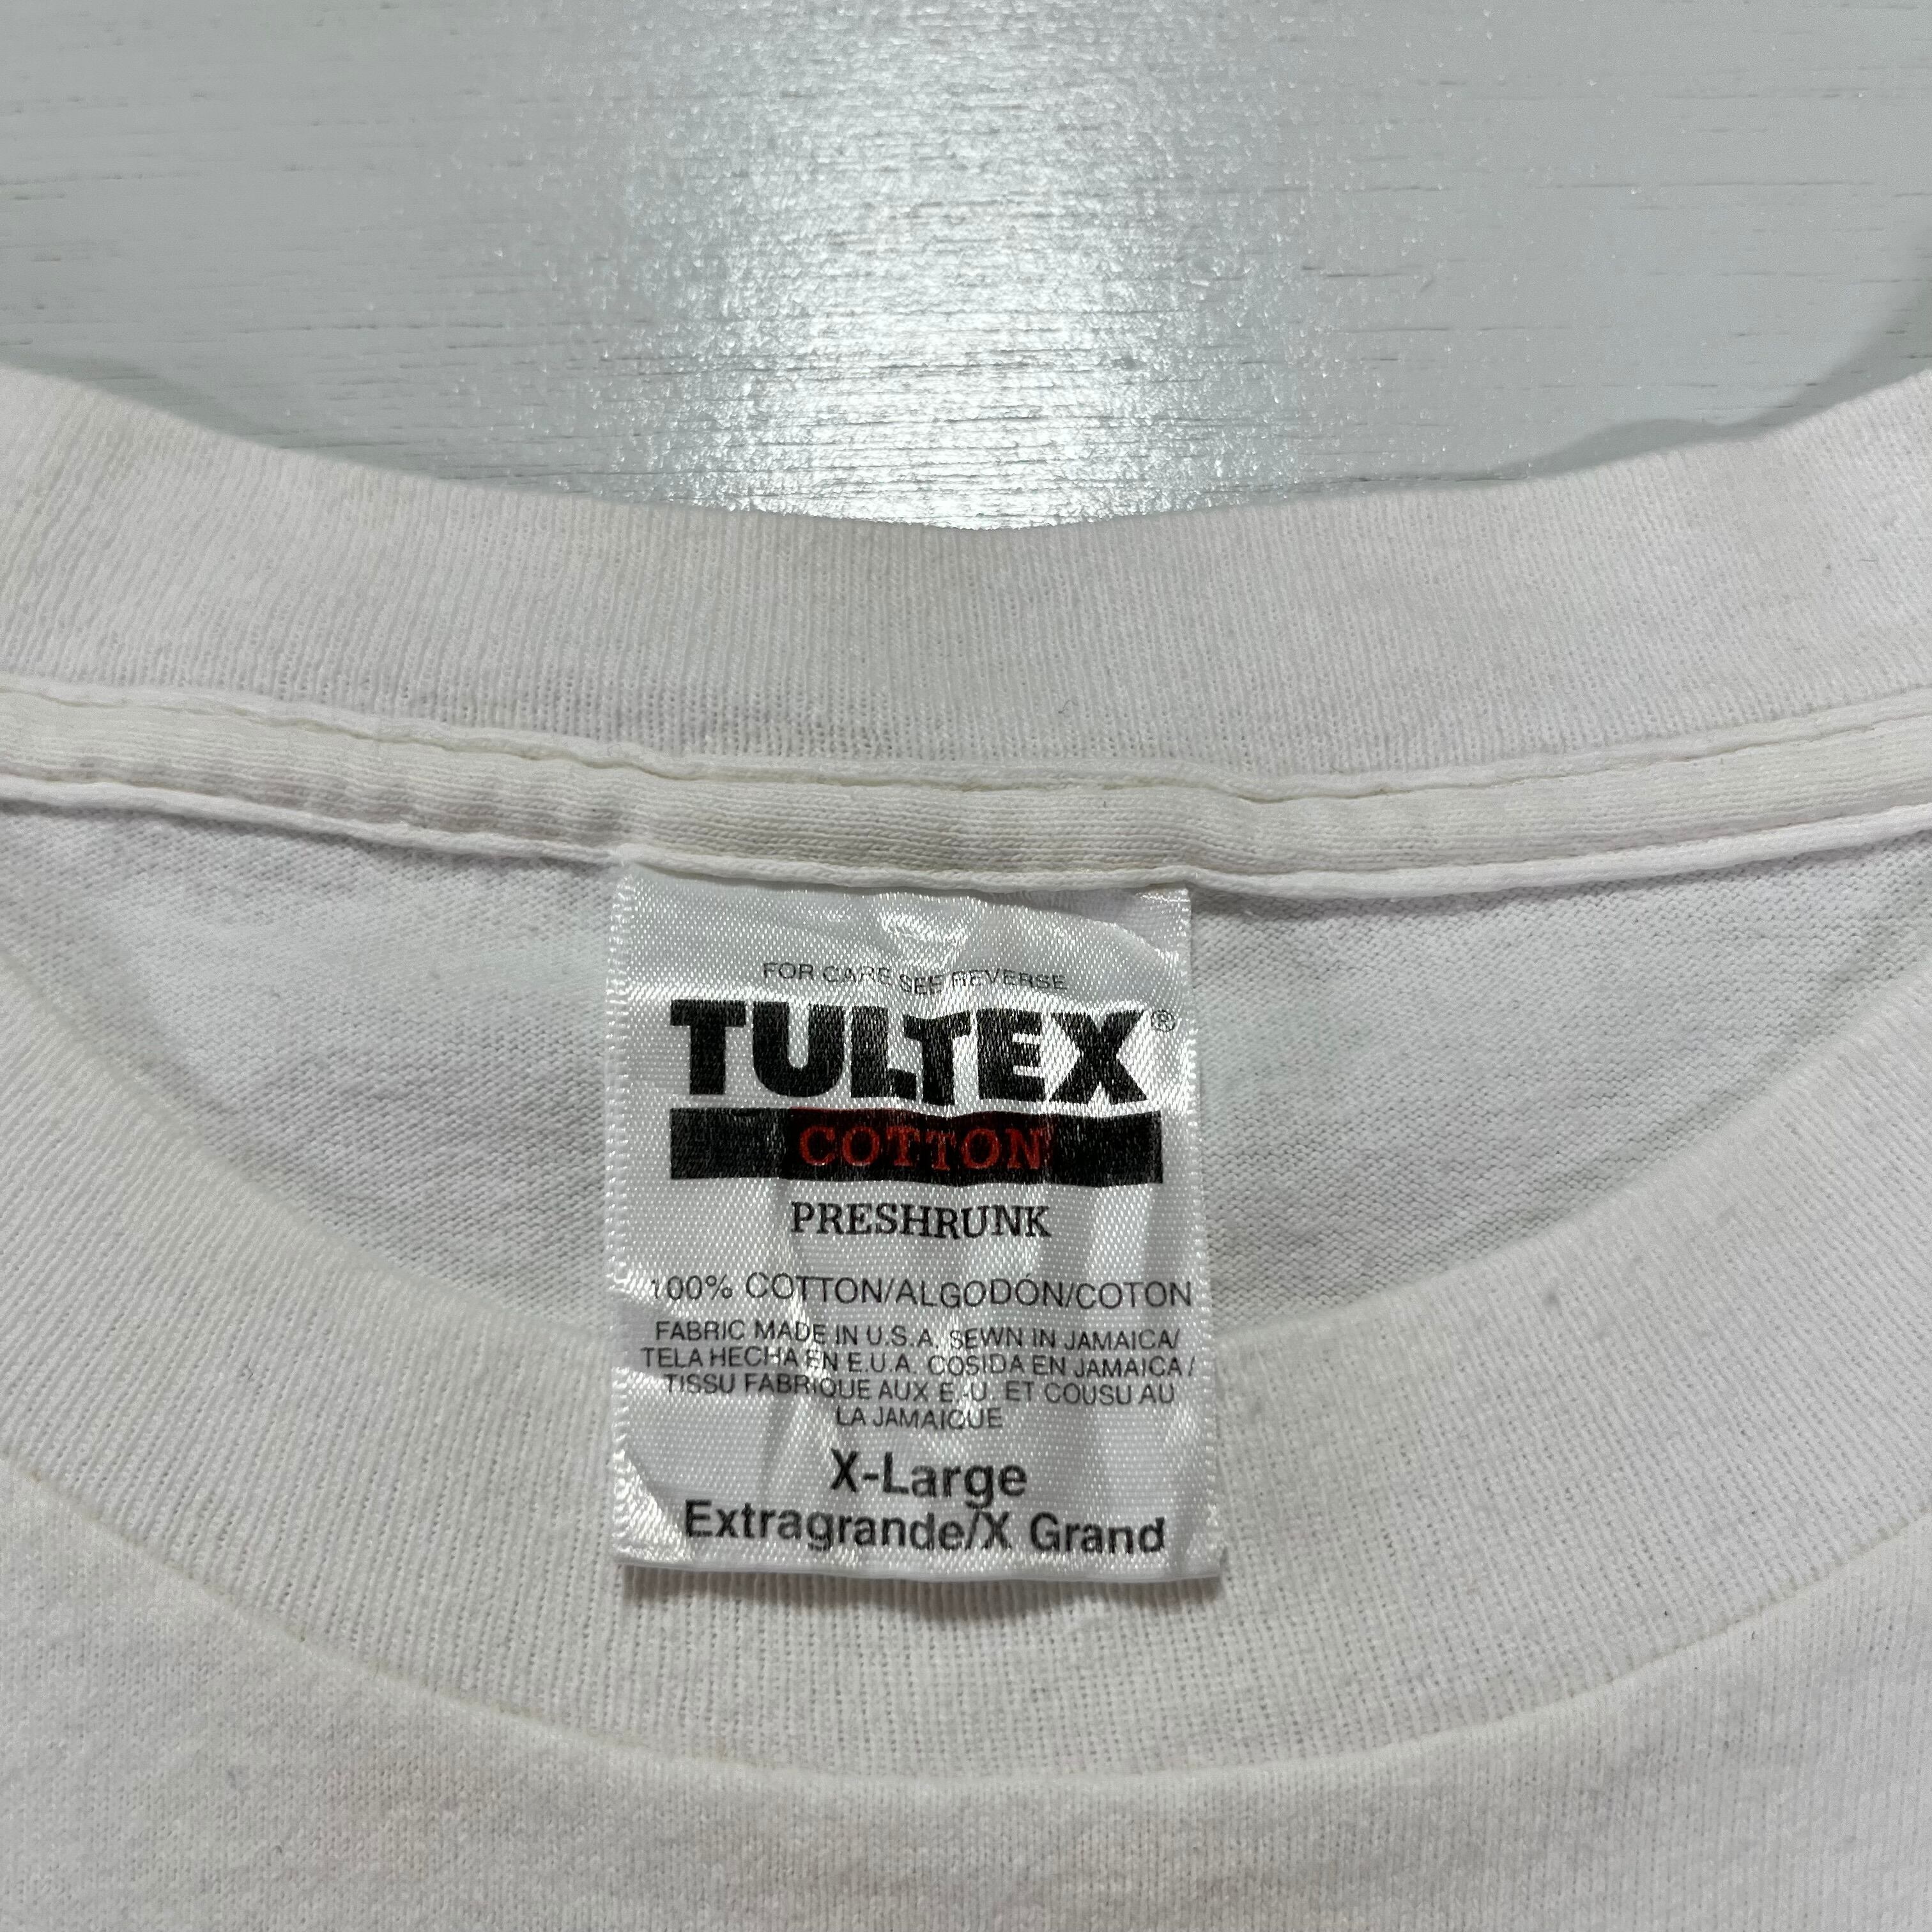 FOR CARE SEE REVERSE
TULTEX®
COTTON
PRESHRUNK
100% COTTON/ALGODÓN/COTON
FABRIC MADE IN U.S.A. SEWN IN JAMAICA/
TELA HECHA EN E.U.A. COSIDA EN JAMAICA/
TISSU FABRIQUE AUX E.-U. ET COUSU AU
LA JAMAIQUE
X-Large
Extragrande/X Grand